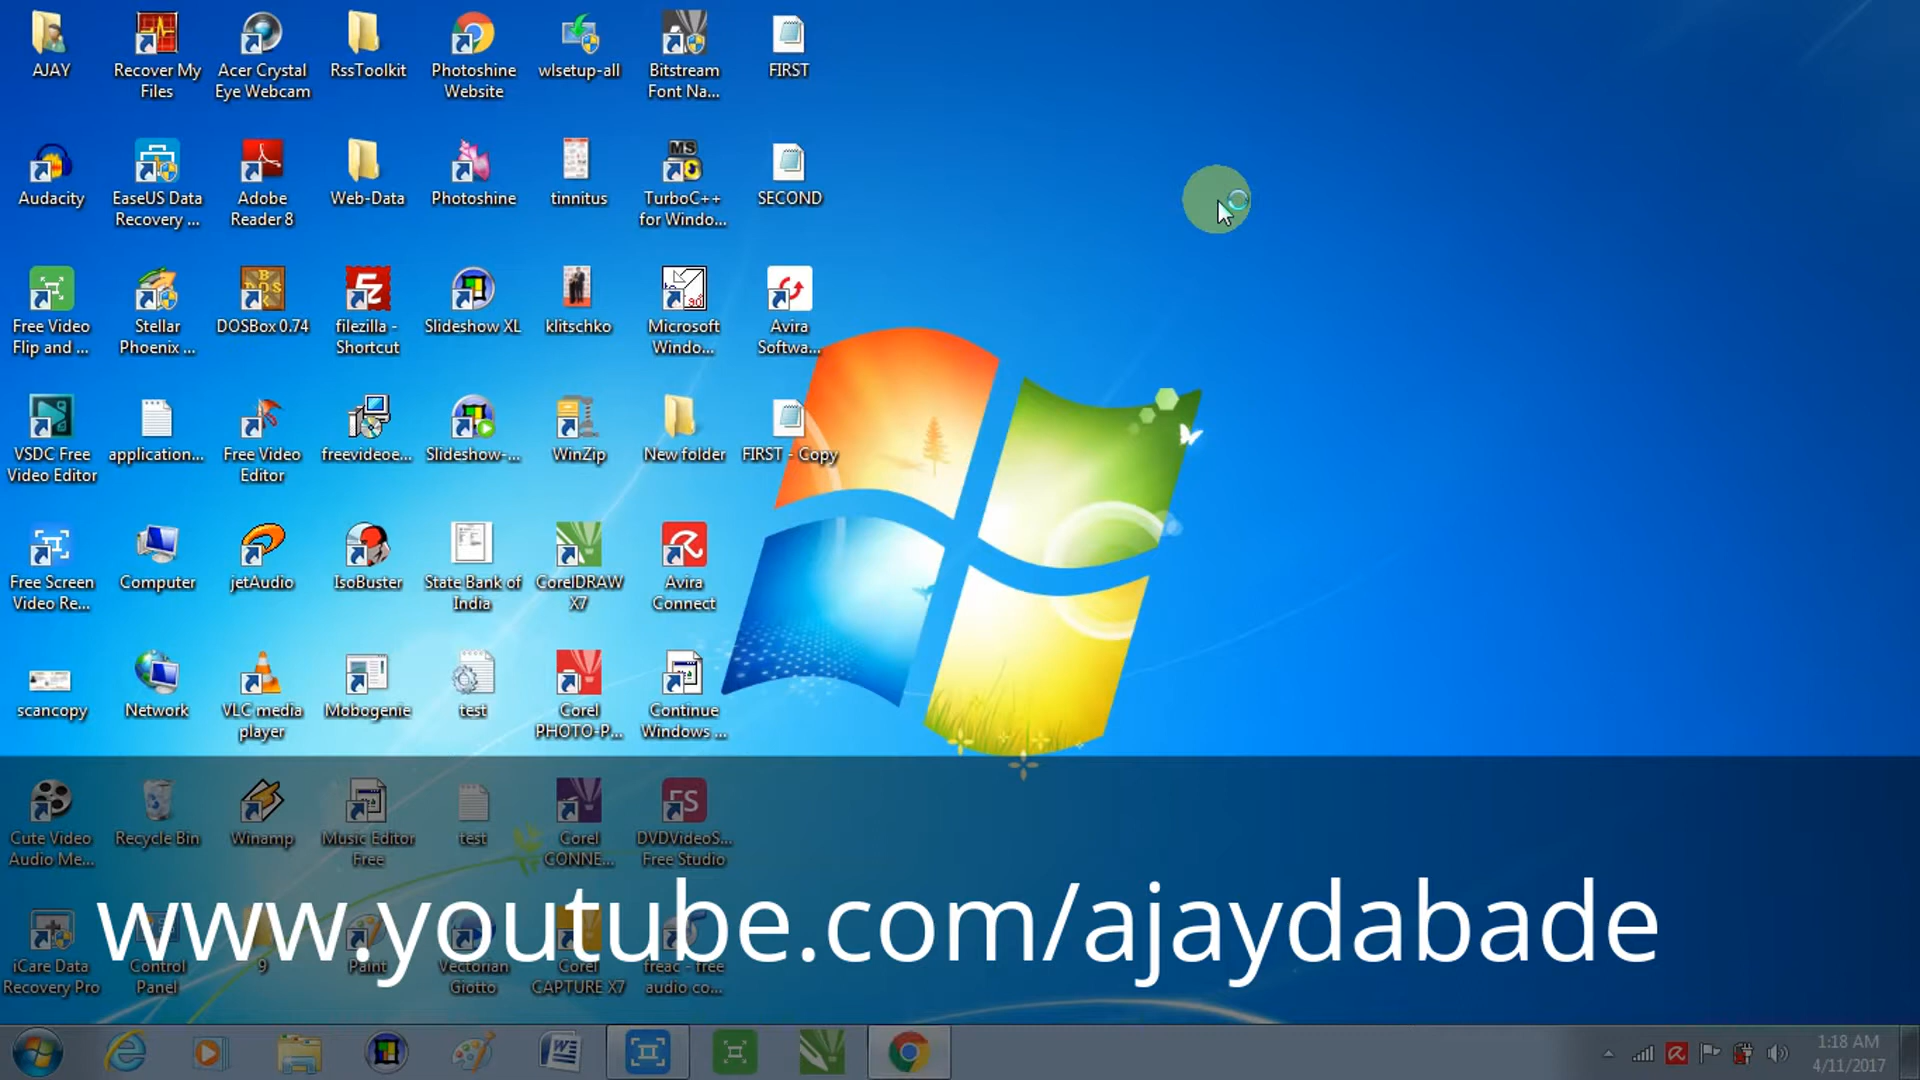 AJAY
Recover My
Files
Acer Crystal
Eye Webcam
RssToolkit
Photoshine
Website
wlsetup-all
Bitstream
Font Na...
FIRST
Audacity
EaseUS Data
Recovery ...
Adobe
Reader 8
Web-Data
Photoshine
tinnitus
MS
TurboC++
for Windo...
SECOND
Free Video
Flip and ...
Stellar
Phoenix ...
DOSBox 0.74
filezilla -
Shortcut
Slideshow XL
klitschko
Microsoft
Windo...
Avira
Softwa...
VSDC Free
Video Editor
application...
Free Video
Editor
freevideoe...
Slideshow-...
WinZip
New folder
FIRST - Copy
Free Screen
Video Re...
Computer
jetAudio
IsoBuster
State Bank of
India
CorelDRAW
X7
Avira
Connect
scancopy
Network
VLC media
player
Mobogenie
test
Corel
PHOTO-P...
Continue
Windows ...
Cute Video
Audio Me...
Recycle Bin
Winamp
Music Editor
Free
test
Corel
CONNE...
FS
DVDVideoS...
Free Studio
www.youtube.com/ajaydabade
iCare Data
Recovery Pro
Control
Panel
9
Paint
Vectorian
Giotto
Corel
CAPTURE X7
freac - free
audio co...
1:18 AM
4/11/2017